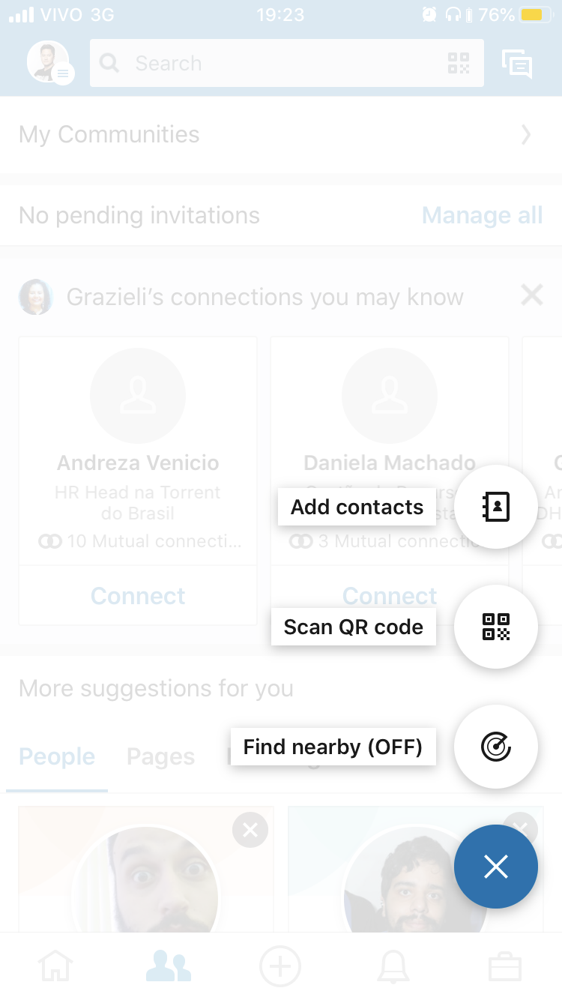 VIVO 3G 19:23 76%
Search
My Communities
No pending invitations Manage all
Grazieli’s connections you may know
Andreza Venicio
HR Head na Torrent
do Brasil
10 Mutual connecti...
Connect
Daniela Machado
3 Mutual connectio
Connect
Add contacts
Scan QR code
More suggestions for you
Find nearby (OFF)
People Pages